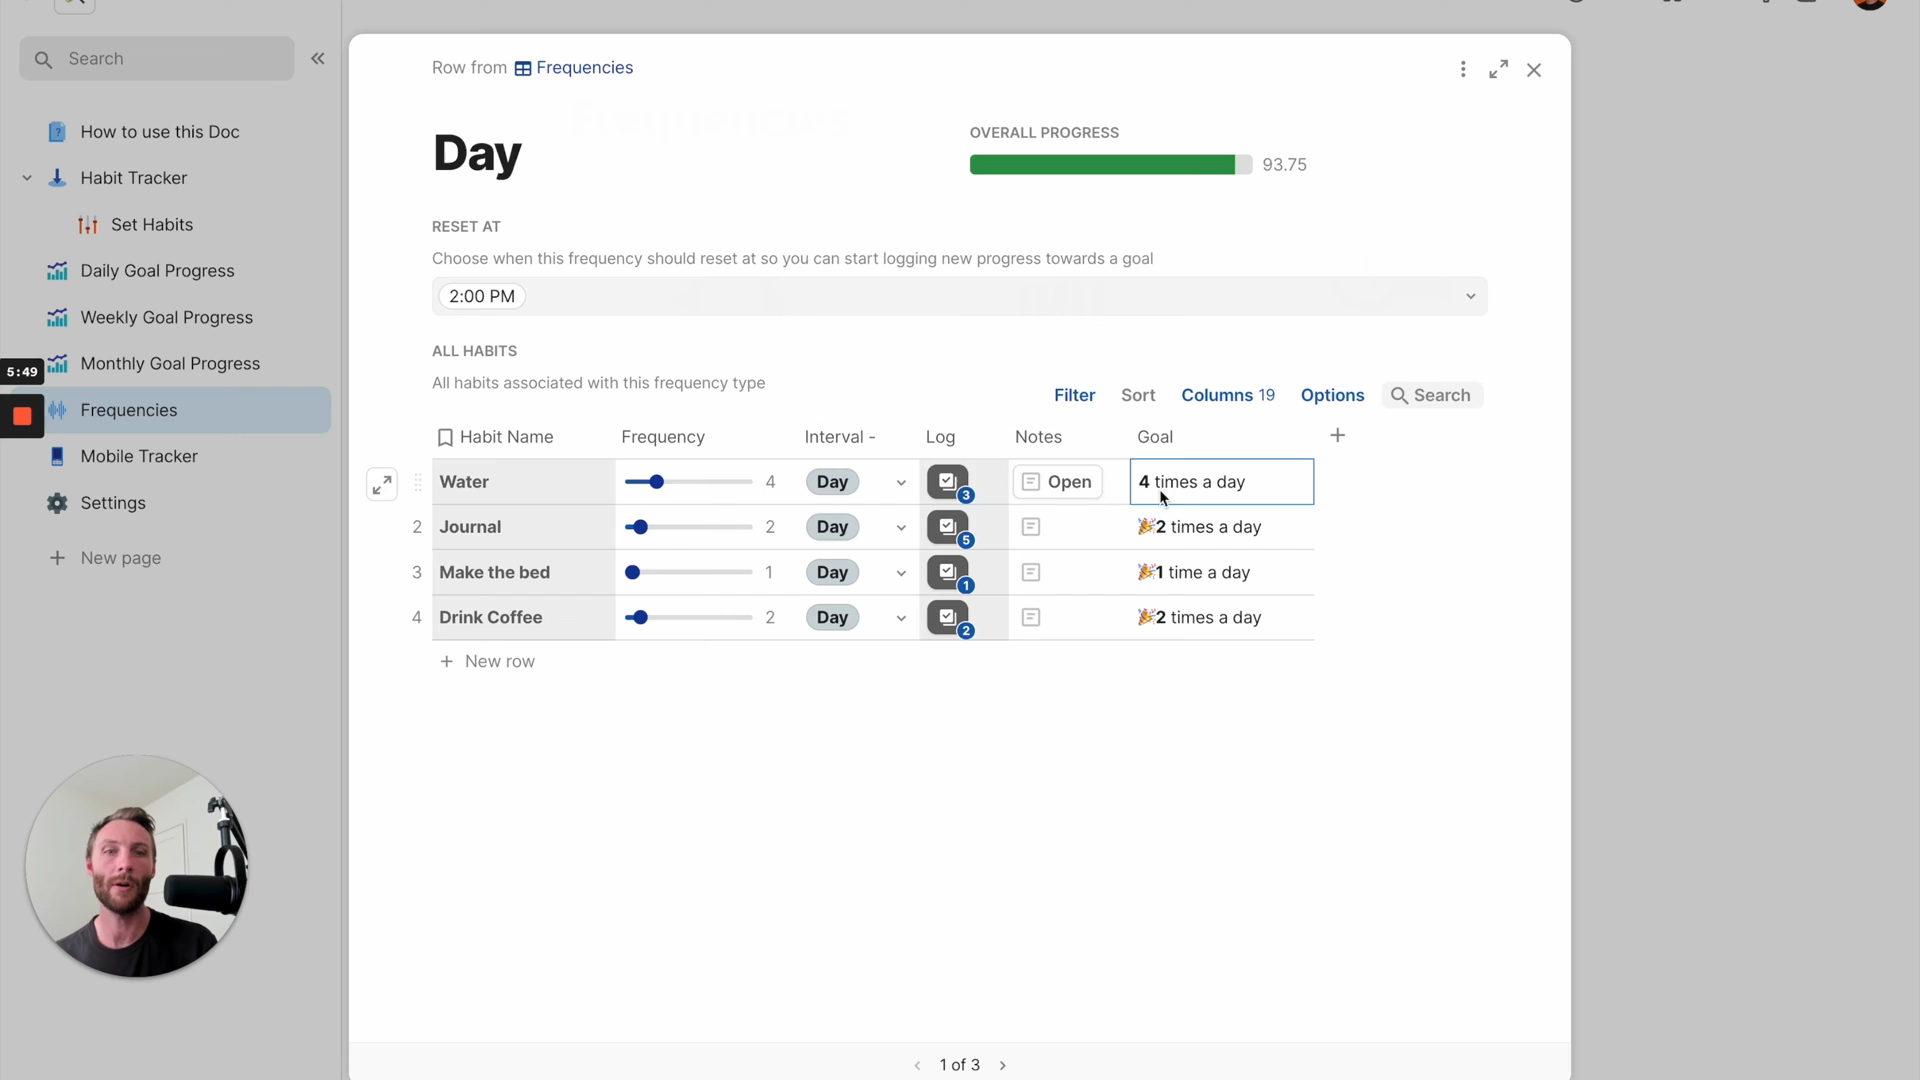 Search
How to use this Doc
Habit Tracker
Set Habits
Daily Goal Progress
Weekly Goal Progress
5:49
Monthly Goal Progress
Frequencies
Mobile Tracker
Settings
New page
Row from Frequencies
Day
OVERALL PROGRESS
93.75
RESET AT
Choose when this frequency should reset at so you can start logging new progress towards a goal
2:00 PM
ALL HABITS
All habits associated with this frequency type
Filter Sort Columns 19 Options Search
Habit Name Frequency Interval - Log Notes Goal
Water 4 Day 3 Open 4 times a day
2 Journal 2 Day 5 🎉2 times a day
3 Make the bed 1 Day 1 🎉1 time a day
4 Drink Coffee 2 Day 2 🎉2 times a day
+ New row
1 of 3